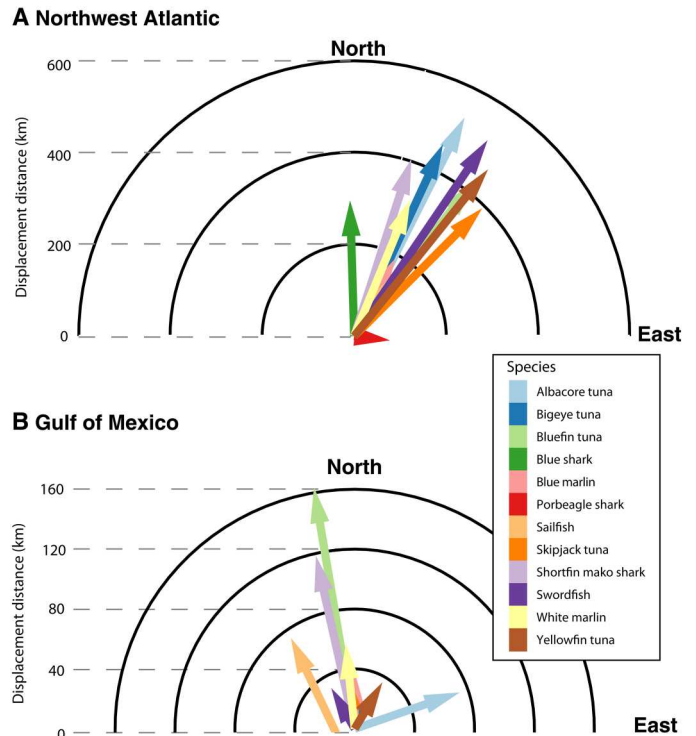 A Northwest Atlantic
North
600
400
200
0
Displacement distance (km)
East
Species
Albacore tuna
Bigeye tuna
Bluefin tuna
Blue shark
Blue marlin
Porbeagle shark
Sailfish
Skipjack tuna
Shortfin mako shark
Swordfish
White marlin
Yellowfin tuna
B Gulf of Mexico
North
160
120
80
40
0
Displacement distance (km)
East